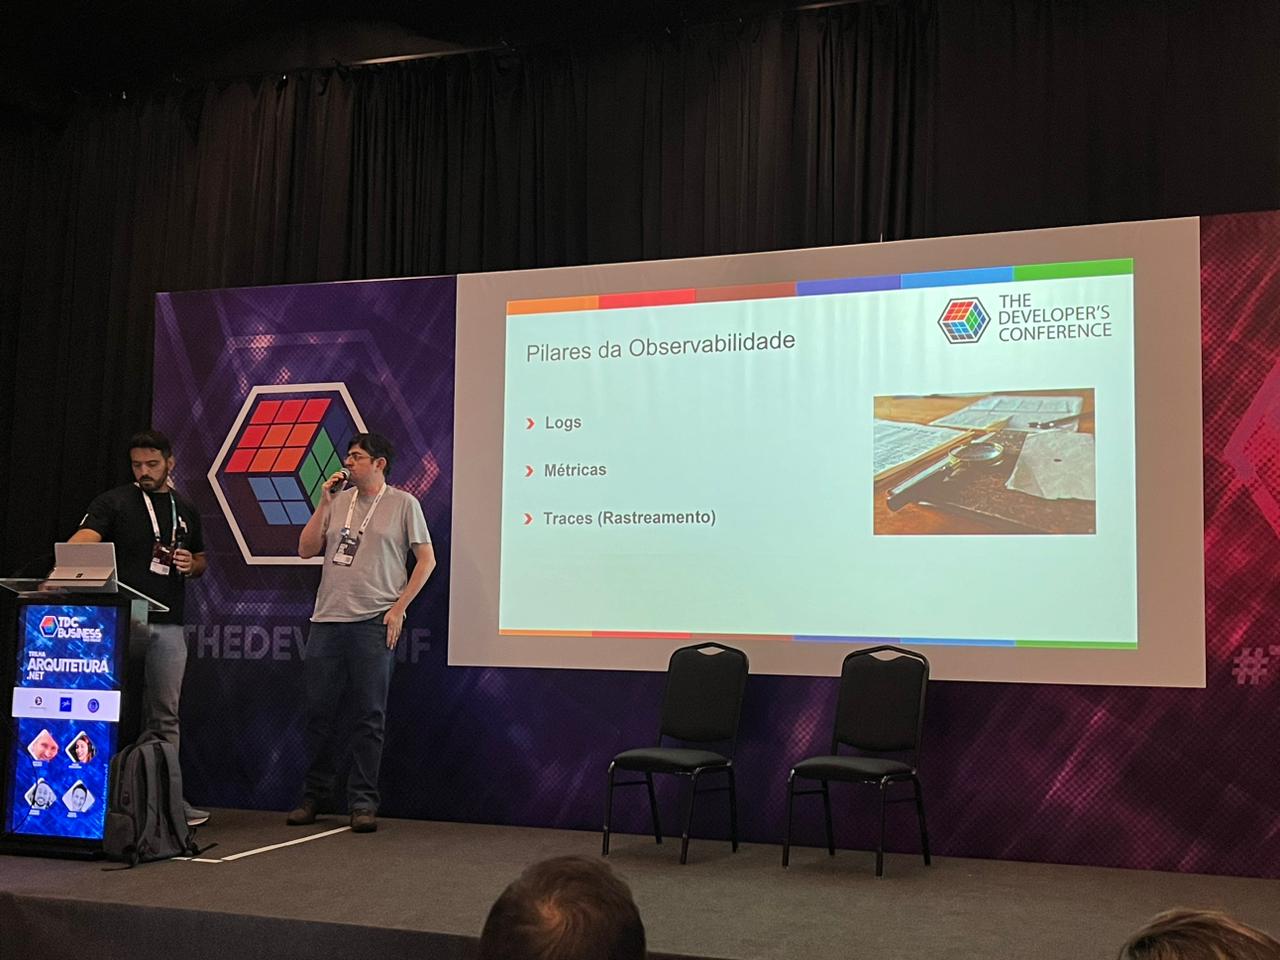 Pilares da Observabilidade
THE
DEVELOPER'S
CONFERENCE
Logs
Métricas
Traces (Rastreamento)
TDC
BUSINESS
TRILHA
ARQUITETURA
.NET